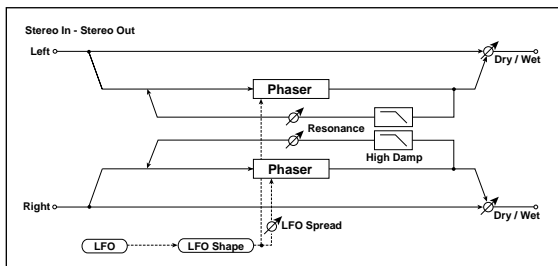 Stereo In - Stereo Out
Left
Dry / Wet
Phaser
Resonance
High Damp
Phaser
Right
LFO Spread
Dry / Wet
LFO
LFO Shape